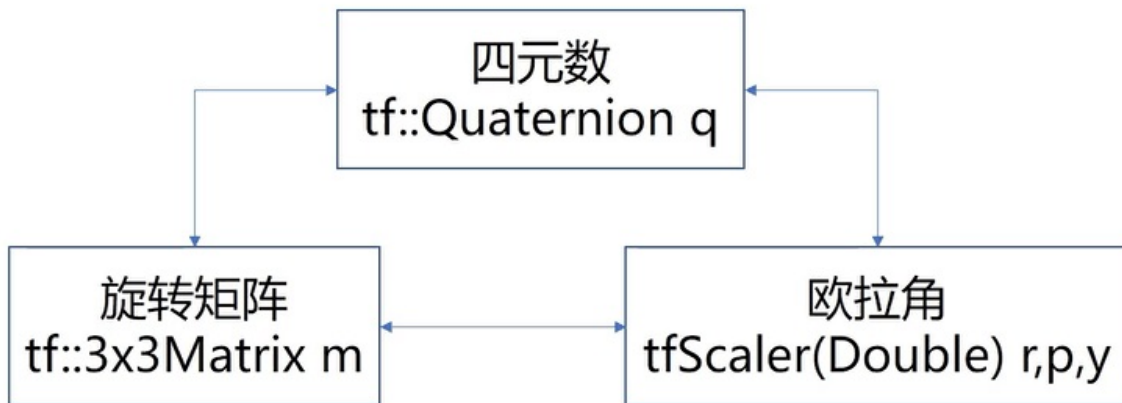 四元数
tf::Quaternion q
旋转矩阵
tf::3x3Matrix m
欧拉角
tfScaler(Double) r,p,y